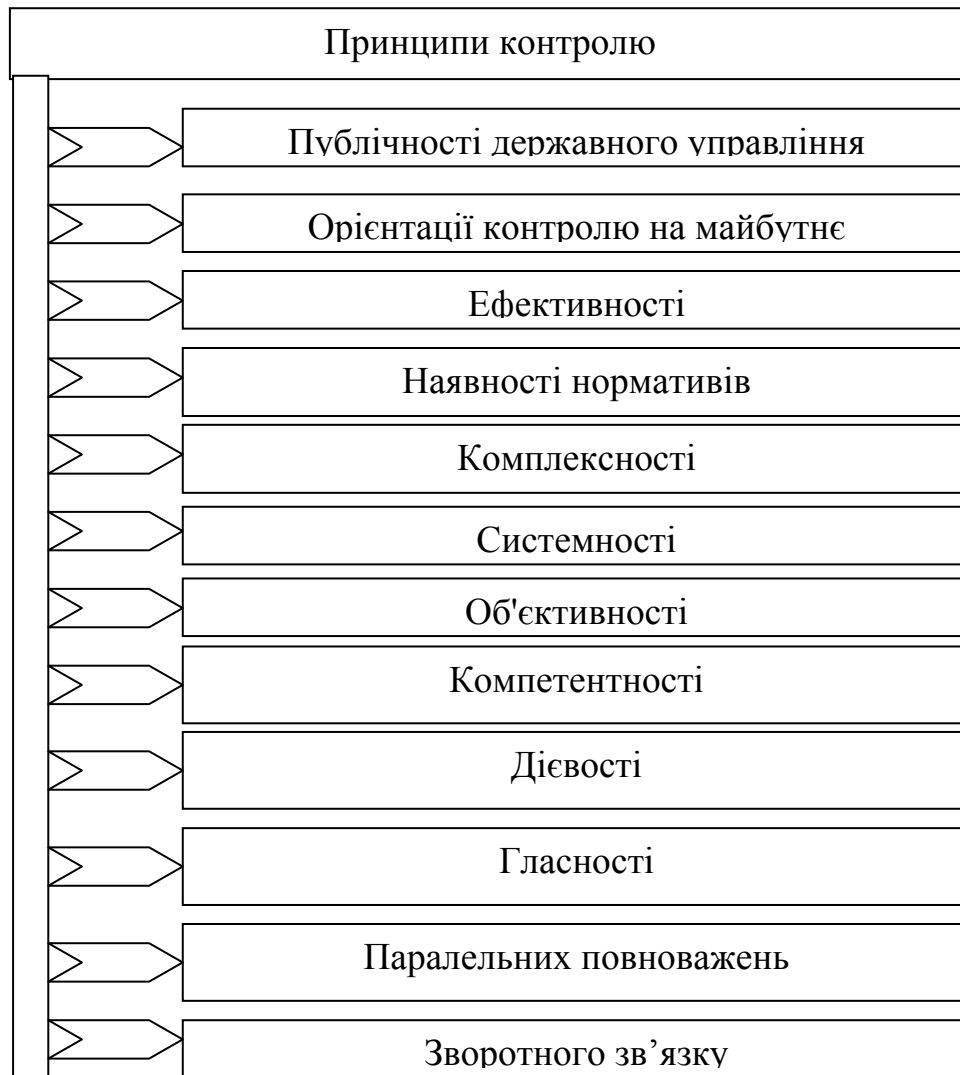 Принципи контролю
Публічності державного управління
Орієнтації контролю на майбутнє
Ефективності
Наявності нормативів
Комплексності
Системності
Об'єктивності
Компетентності
Дієвості
Гласності
Паралельних повноважень
Зворотного зв’язку